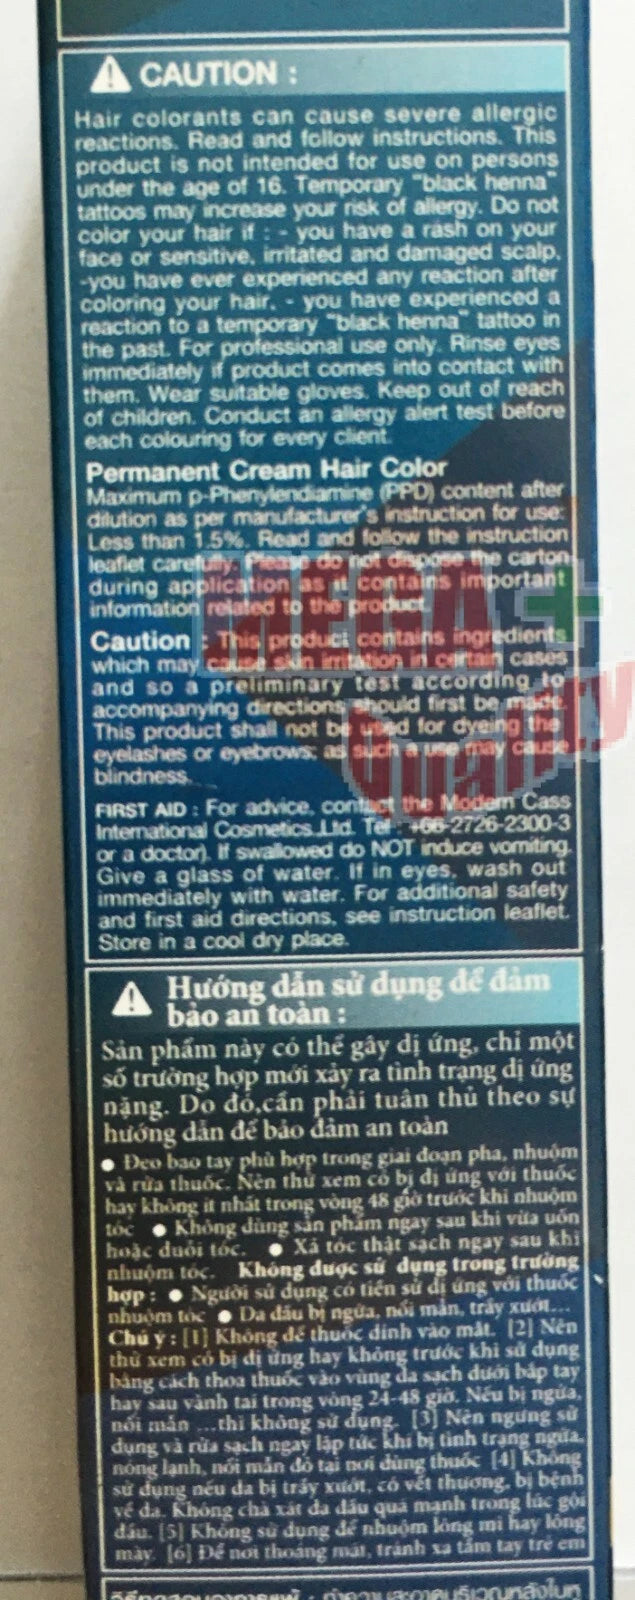 CAUTION :
Hair colorants can cause severe allergic
reactions. Read and follow instructions. This
product is not intended for use on persons
under the age of 16. Temporary "black henna"
tattoos may increase your risk of allergy. Do not
color your hair if : - you have a rash on your
face or sensitive, irritated and damaged scalp.
-you have ever experienced any reaction after
coloring your hair. - you have experienced a
reaction to a temporary "black henna" tattoo in
the past. For professional use only. Rinse eyes
immediately if product comes into contact with
them. Wear suitable gloves. Keep out of reach
of children. Conduct an allergy alert test before
each colouring for every client.
Permanent Cream Hair Color
Maximum p-Phenylendiamine (PPD) content after
dilution as per manufacturer's instruction for use:
Less than 1.5%. Read and follow the instruction
leaflet carefully. Please do not dispose the carton
during application as it contains important
information related to the product.
MEGA +
Quality
Caution : This product contains ingredients
which may cause skin irritation in certain cases
and so a preliminary test according to
accompanying directions should first be made.
This product shall not be used for dyeing the
eyelashes or eyebrows; as such a use may cause
blindness.
FIRST AID : For advice, contact the Modern Cass
International Cosmetics.,Ltd. Tel : +66-2726-2300-3
or a doctor). If swallowed do NOT induce vomiting.
Give a glass of water. If in eyes, wash out
immediately with water. For additional safety
and first aid directions, see instruction leaflet.
Store in a cool dry place.
Hướng dẫn sử dụng để đảm
bảo an toàn :
Sản phẩm này có thể gây dị ứng, chỉ một
số trường hợp mới xảy ra tình trạng dị ứng
nặng. Do đó,cần phải tuân thủ theo sự
hướng dẫn để bảo đảm an toàn
● Đeo bao tay phù hợp trong giai đoạn pha, nhuộm
và rửa thuốc. Nên thử xem có bị dị ứng với thuốc
hay không ít nhất trong vòng 48 giờ trước khi nhuộm
tóc ● Không dùng sản phẩm ngay sau khi vừa uốn
hoặc duỗi tóc. ● Xả tóc thật sạch ngay sau khi
nhuộm tóc. Không được sử dụng trong trường
hợp : ● Người sử dụng có tiền sử dị ứng với thuốc
nhuộm tóc ● Da đầu bị ngứa, nổi mẩn, trầy xướt...
Chú ý : [1] Không để thuốc dính vào mắt. [2] Nên
thử xem có bị dị ứng hay không trước khi sử dụng
bằng cách thoa thuốc vào vùng da sạch dưới bắp tay
hay sau vành tai trong vòng 24-48 giờ. Nếu bị ngứa,
nổi mẩn ...thì không sử dụng. [3] Nên ngưng sử
dụng và rửa sạch ngay lập tức khi bị tình trạng ngứa,
nóng lạnh, nổi mẩn đỏ tại nơi dùng thuốc [4] Không
sử dụng nếu da bị trầy xướt, có vết thương, bị bệnh
về da. Không chà xát da đầu quá mạnh trong lúc gội
đầu. [5] Không sử dụng để nhuộm lông mi hay lông
mày. [6] Để nơi thoáng mát, tránh xa tầm tay trẻ em